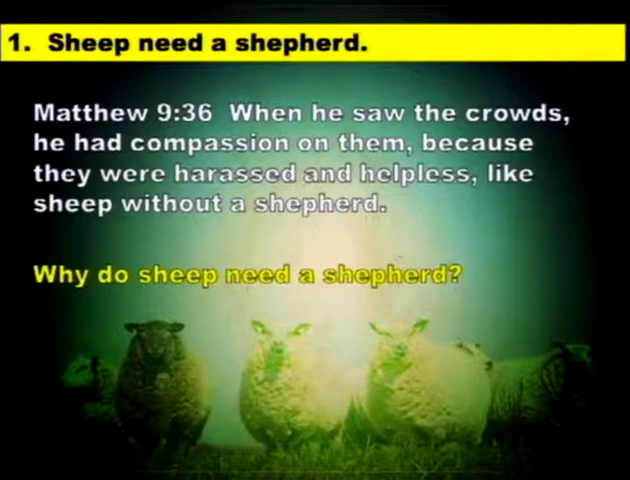 1. Sheep need a shepherd.
Matthew 9:36 When he saw the crowds,
he had compassion on them, because
they were harassed and helpless, like
sheep without a shepherd.
Why do sheep need a shepherd?